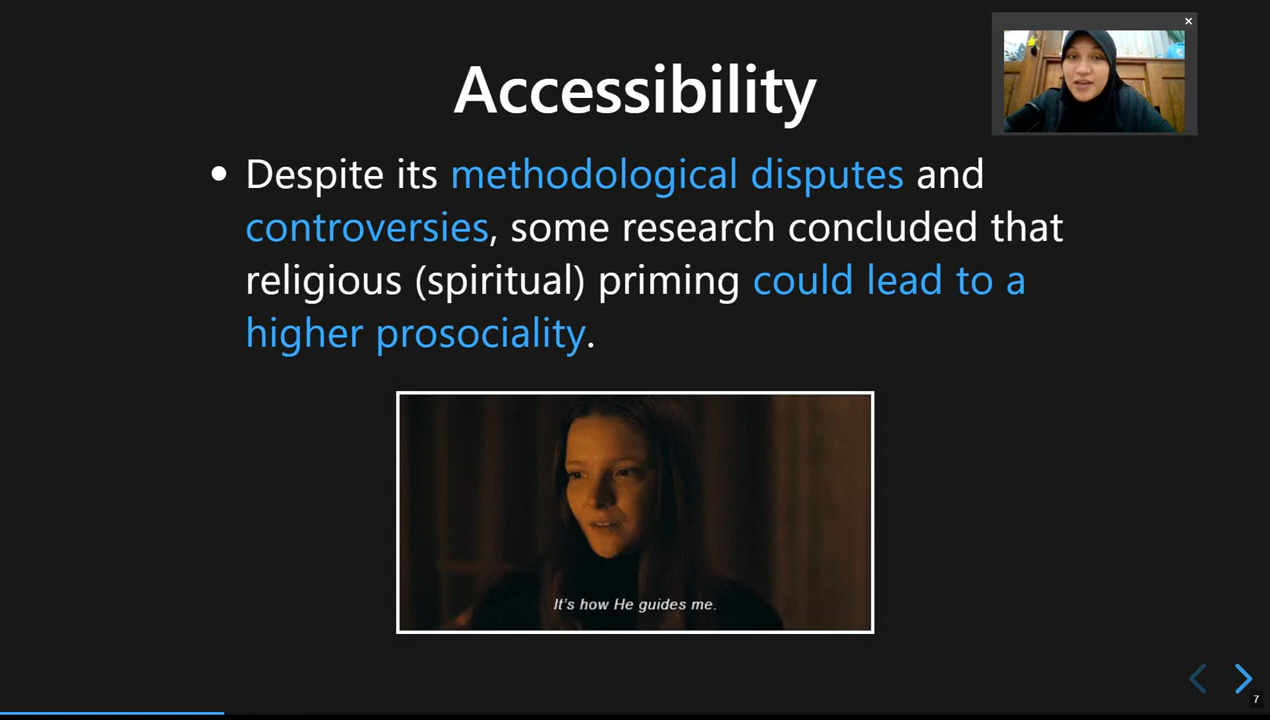 Accessibility
• Despite its methodological disputes and
controversies, some research concluded that
religious (spiritual) priming could lead to a
higher prosociality.
It's how He guides me.
7